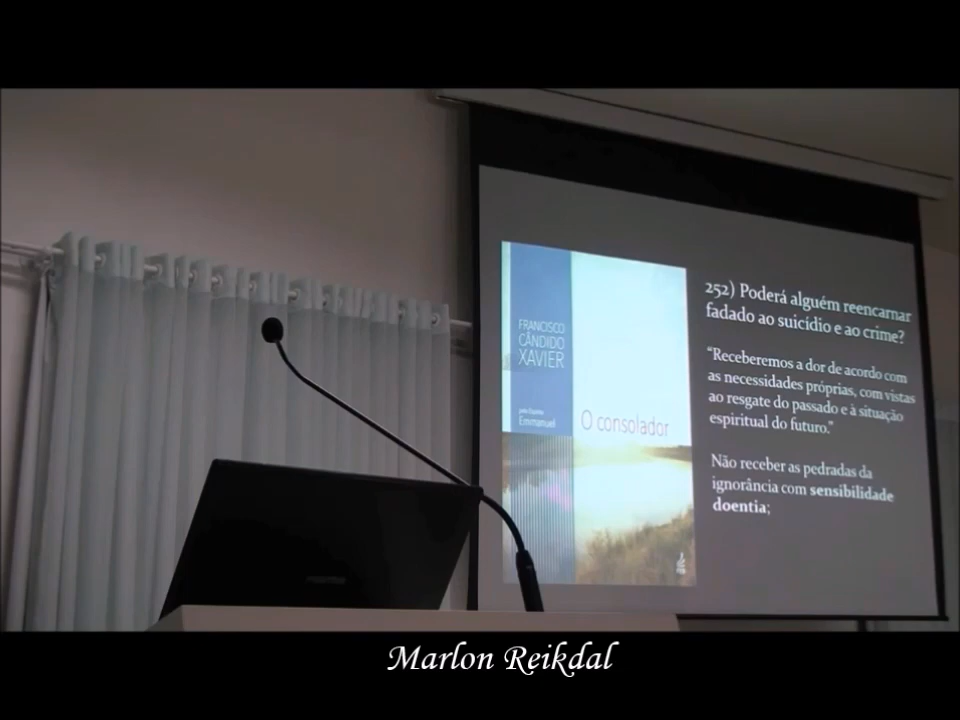 FRANCISCO
CÂNDIDO
XAVIER
pelo Espírito
Emmanuel
O consolador
252) Poderá alguém reencarnar
fadado ao suicídio e ao crime?
“Receberemos a dor de acordo com
as necessidades próprias, com vistas
ao resgate do passado e à situação
espiritual do futuro.”
Não receber as pedradas da
ignorância com sensibilidade
doentia;
Marlon Reikdal